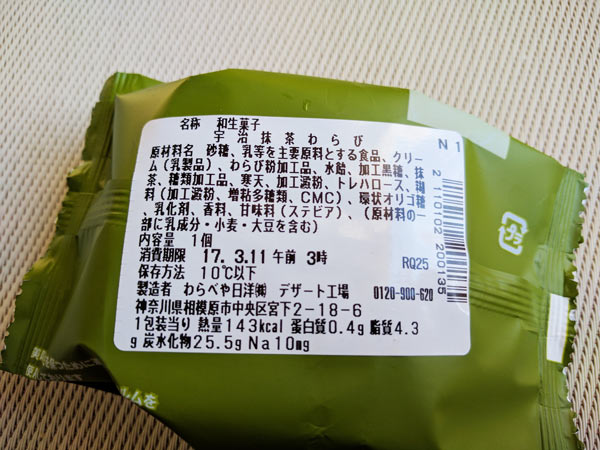 名称 和生菓子
宇治抹茶わらび
N 1
原材料名 砂糖、乳等を主要原料とする食品、クリー
ム(乳製品)、わらび粉加工品、水飴、加工黒糖、抹
茶、糖類加工品、寒天、加工澱粉、トレハロース、糊
料(加工澱粉、増粘多糖類、CMC)、環状オリゴ糖
、乳化剤、香料、甘味料(ステビア)、(原材料の一
部に乳成分・小麦・大豆を含む)
内容量 1個
消費期限 17. 3.11 午前 3時
RQ25
保存方法 10℃以下
製造者 わらべや日洋㈱ デザート工場 0120-900-620
神奈川県相模原市中央区宮下2-18-6
1包装当り 熱量143kcal 蛋白質0.4g 脂質4.3
g 炭水化物25.5g Na10mg
2 110102 200135
プラ
ムを